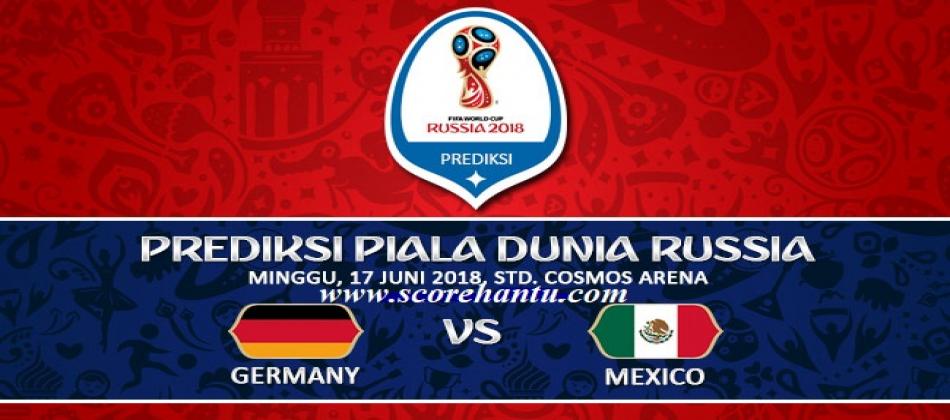 FIFA WORLD CUP
RUSSIA 2018
PREDIKSI
PREDIKSI PIALA DUNIA RUSSIA
MINGGU, 17 JUNI 2018, STD. COSMOS ARENA
www.scorehantu.com
VS
GERMANY
MEXICO